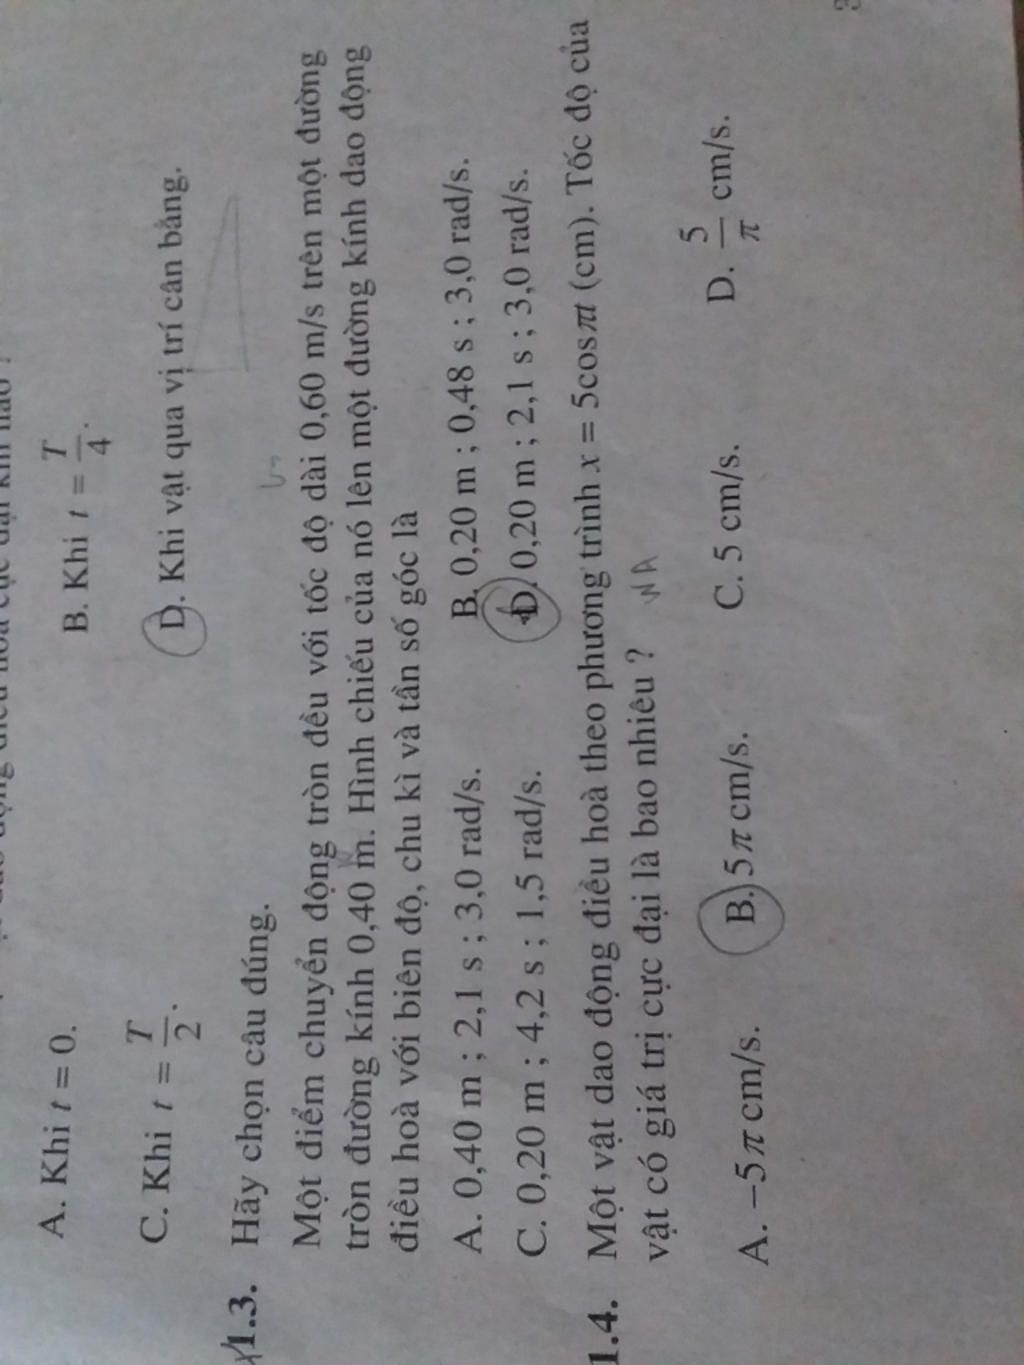 A. Khi t = 0. B. Khi t = T/4.
C. Khi t = T/2. D. Khi vật qua vị trí cân bằng.
1.3. Hãy chọn câu đúng.
Một điểm chuyển động tròn đều với tốc độ dài 0,60 m/s trên một đường
tròn đường kính 0,40 m. Hình chiếu của nó lên một đường kính dao động
điều hoà với biên độ, chu kì và tần số góc là
A. 0,40 m ; 2,1 s ; 3,0 rad/s. B. 0,20 m ; 0,48 s ; 3,0 rad/s.
C. 0,20 m ; 4,2 s ; 1,5 rad/s. D. 0,20 m ; 2,1 s ; 3,0 rad/s.
1.4. Một vật dao động điều hoà theo phương trình x = 5cosπt (cm). Tốc độ của
vật có giá trị cực đại là bao nhiêu ? WA
A. −5π cm/s. B. 5π cm/s. C. 5 cm/s. D. 5/π cm/s.